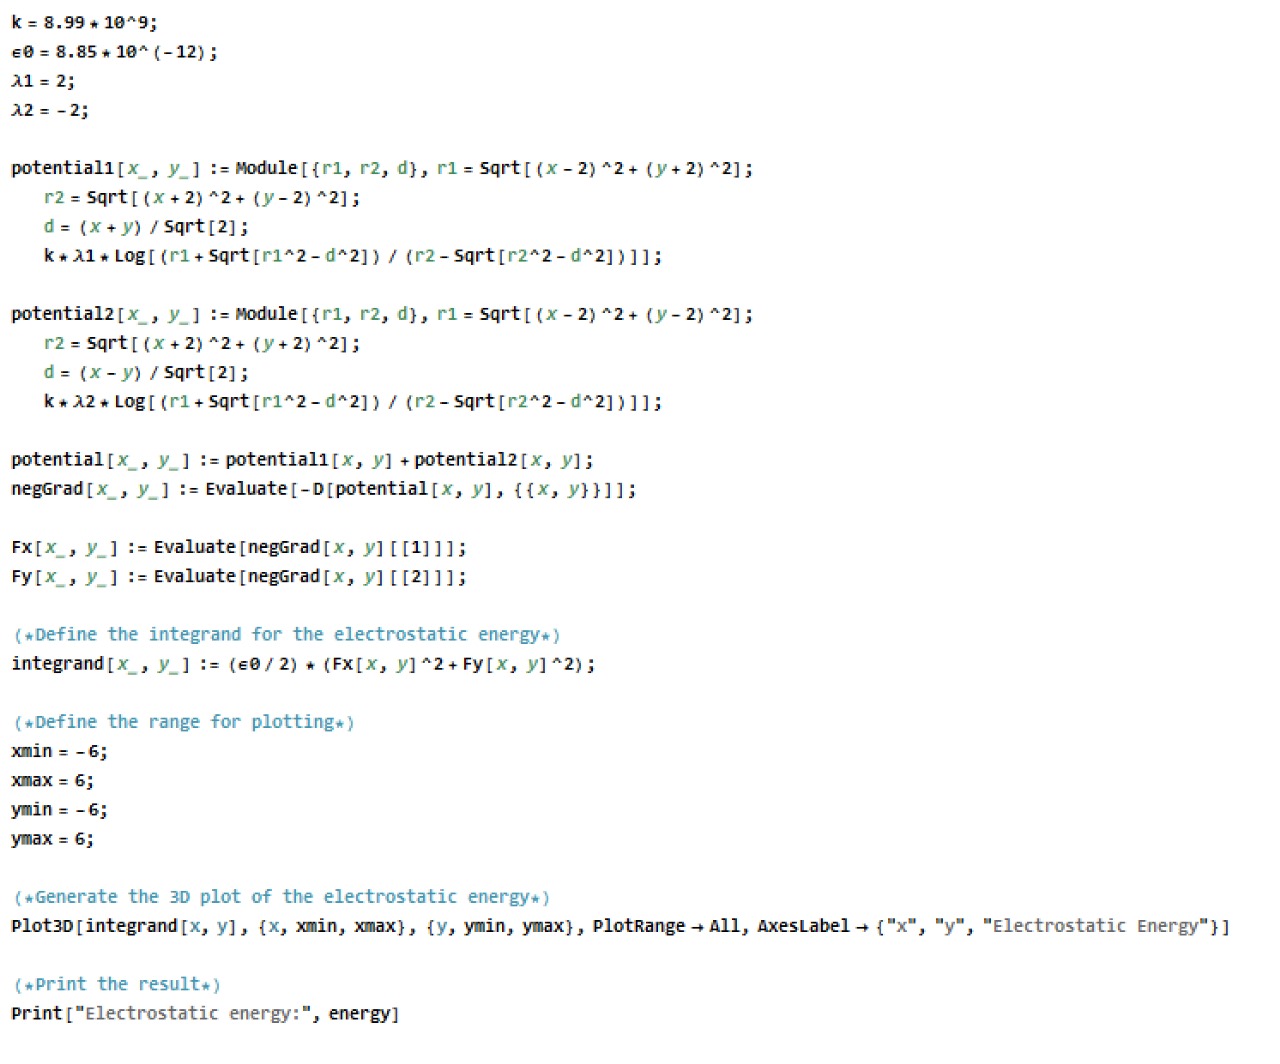 k = 8.99 * 10^9;
ϵ0 = 8.85 * 10^(-12);
λ1 = 2;
λ2 = -2;
potential1[x_, y_] := Module[{r1, r2, d}, r1 = Sqrt[(x - 2)^2 + (y + 2)^2];
r2 = Sqrt[(x + 2)^2 + (y - 2)^2];
d = (x + y) / Sqrt[2];
k * λ1 * Log[(r1 + Sqrt[r1^2 - d^2]) / (r2 - Sqrt[r2^2 - d^2])]];
potential2[x_, y_] := Module[{r1, r2, d}, r1 = Sqrt[(x - 2)^2 + (y - 2)^2];
r2 = Sqrt[(x + 2)^2 + (y + 2)^2];
d = (x - y) / Sqrt[2];
k * λ2 * Log[(r1 + Sqrt[r1^2 - d^2]) / (r2 - Sqrt[r2^2 - d^2])]];
potential[x_, y_] := potential1[x, y] + potential2[x, y];
negGrad[x_, y_] := Evaluate[-D[potential[x, y], {{x, y}}]];
Fx[x_, y_] := Evaluate[negGrad[x, y][[1]]];
Fy[x_, y_] := Evaluate[negGrad[x, y][[2]]];
(*Define the integrand for the electrostatic energy*)
integrand[x_, y_] := (ϵ0 / 2) * (Fx[x, y]^2 + Fy[x, y]^2);
(*Define the range for plotting*)
xmin = -6;
xmax = 6;
ymin = -6;
ymax = 6;
(*Generate the 3D plot of the electrostatic energy*)
Plot3D[integrand[x, y], {x, xmin, xmax}, {y, ymin, ymax}, PlotRange → All, AxesLabel → {"x", "y", "Electrostatic Energy"}]
(*Print the result*)
Print["Electrostatic energy:", energy]